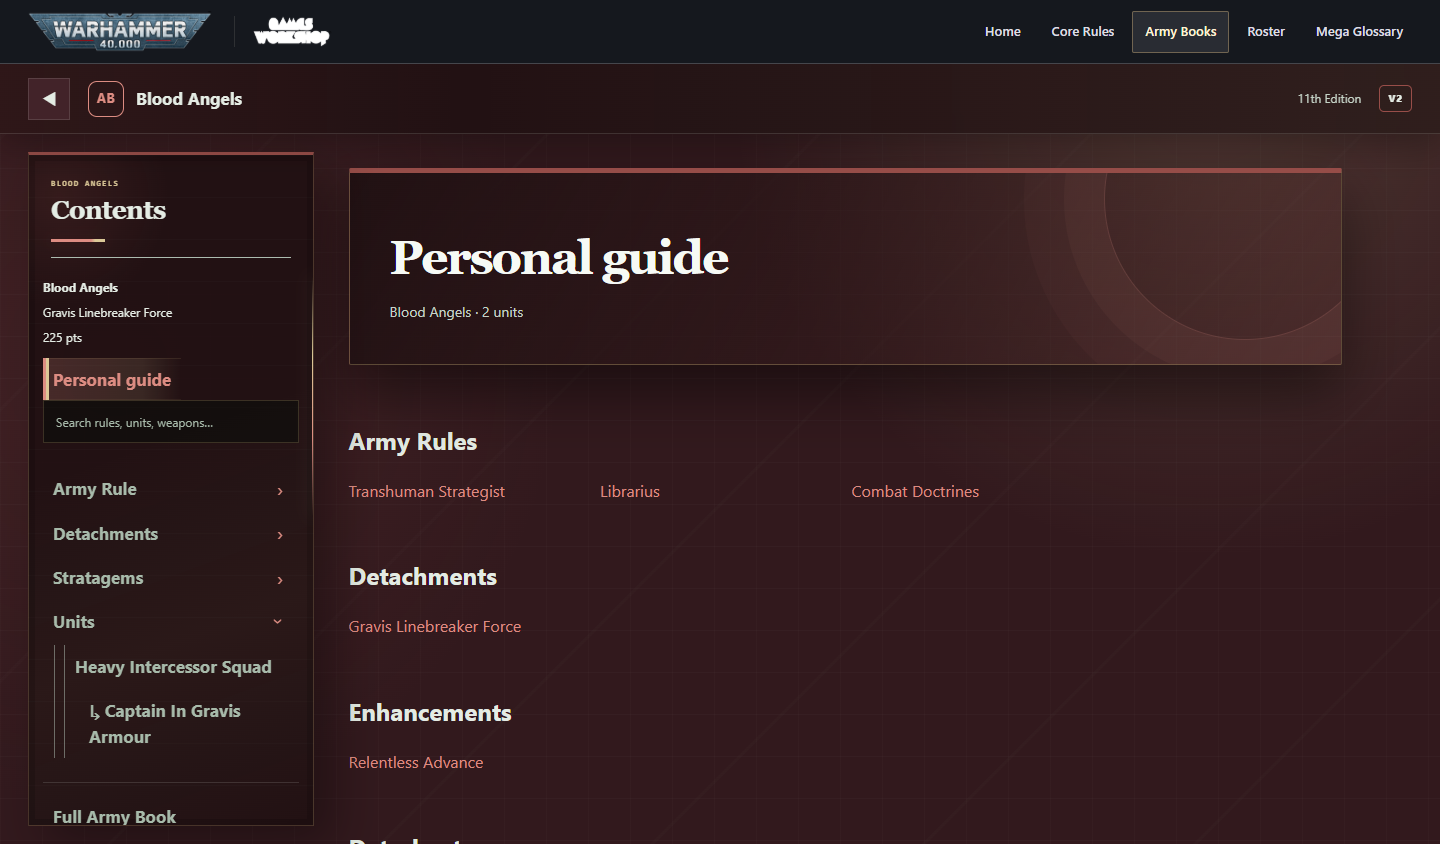 WARHAMMER
40,000
GAMES
WORKSHOP
Home
Core Rules
Army Books
Roster
Mega Glossary
◀
AB
Blood Angels
11th Edition
V2
BLOOD ANGELS
Contents
Blood Angels
Gravis Linebreaker Force
225 pts
Personal guide
Search rules, units, weapons...
Army Rule
Detachments
Stratagems
Units
Heavy Intercessor Squad
↳ Captain In Gravis
Armour
Full Army Book
Personal guide
Blood Angels · 2 units
Army Rules
Transhuman Strategist
Librarius
Combat Doctrines
Detachments
Gravis Linebreaker Force
Enhancements
Relentless Advance